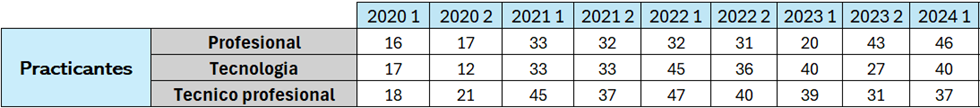 2020 1 2020 2 2021 1 2021 2 2022 1 2022 2 2023 1 2023 2 2024 1
Practicantes
Profesional 16 17 33 32 32 31 20 43 46
Tecnologia 17 12 33 33 45 36 40 27 40
Tecnico profesional 18 21 45 37 47 40 39 31 37